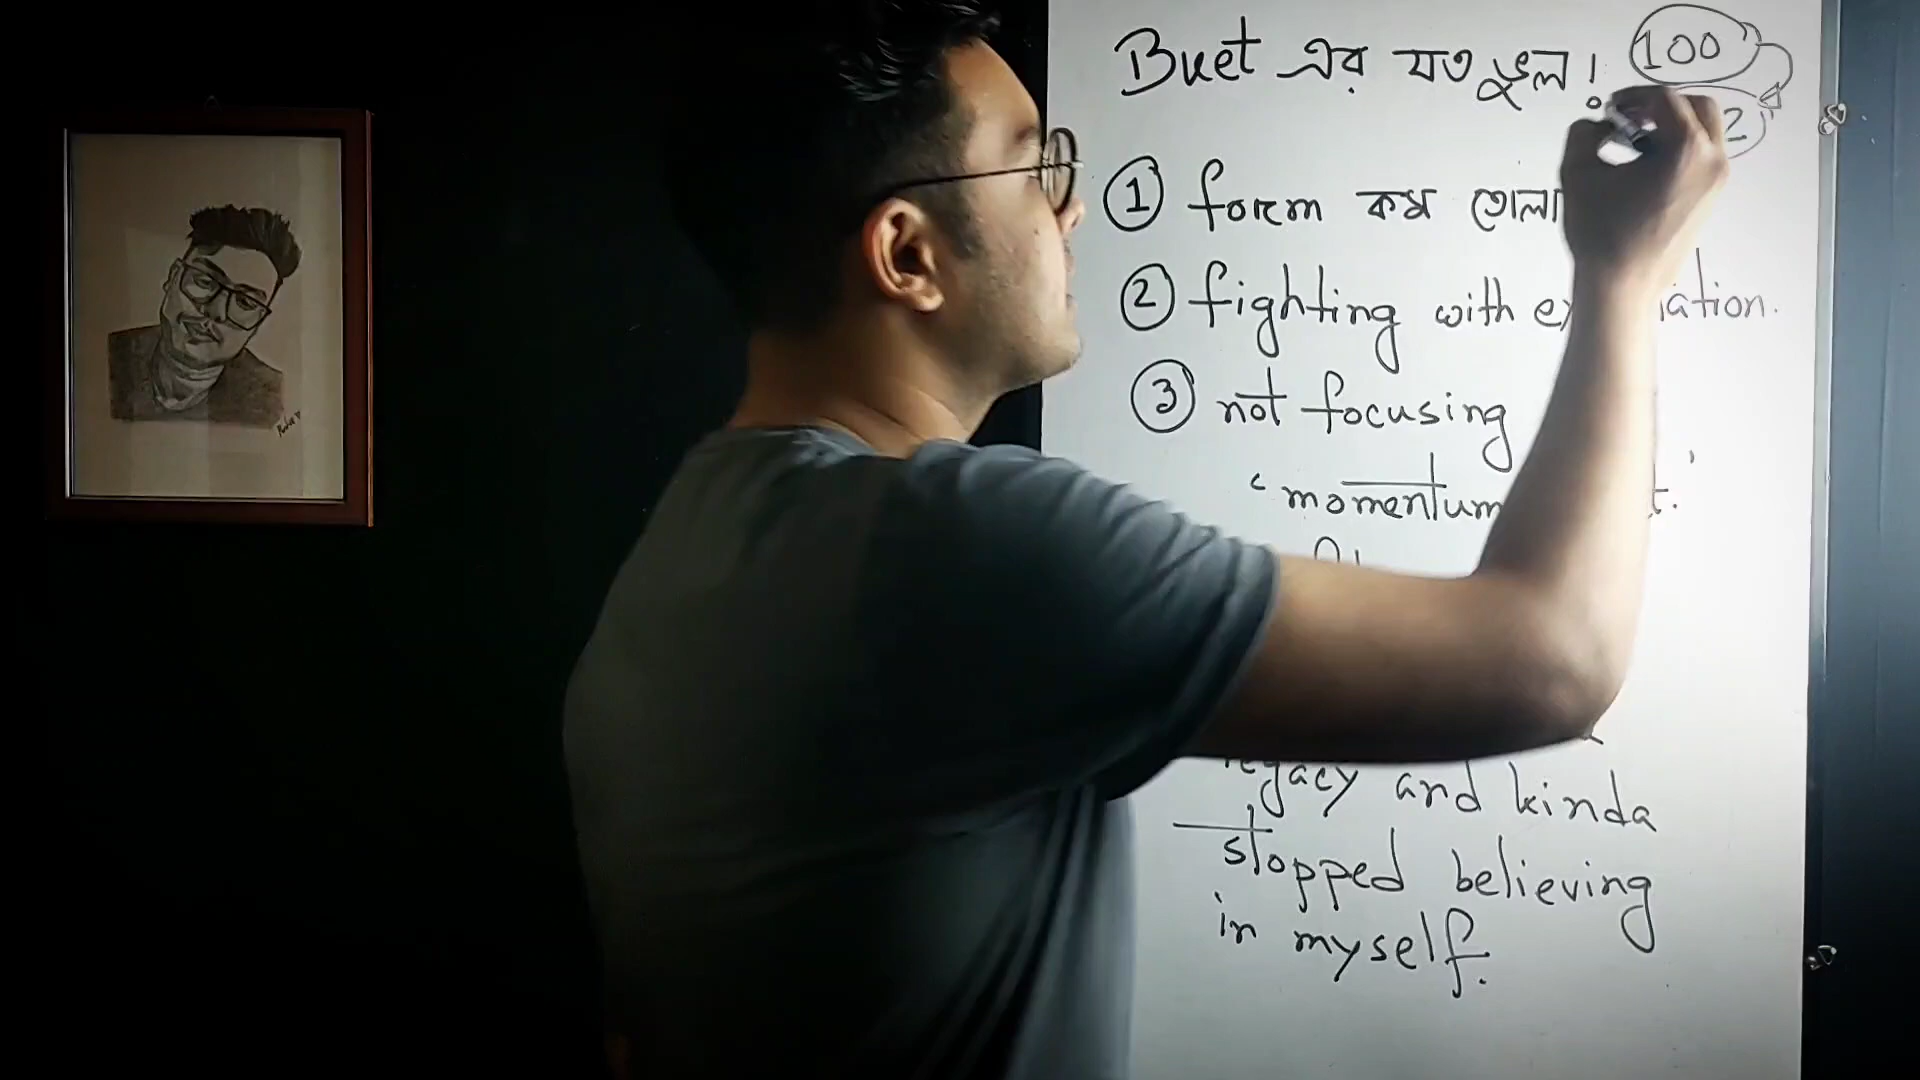 Buet এর যত ভুল! 100
2
① form কম তোলা
② fighting with
③ not focusing
'momentum
legacy and kinda
stopped believing
in myself.